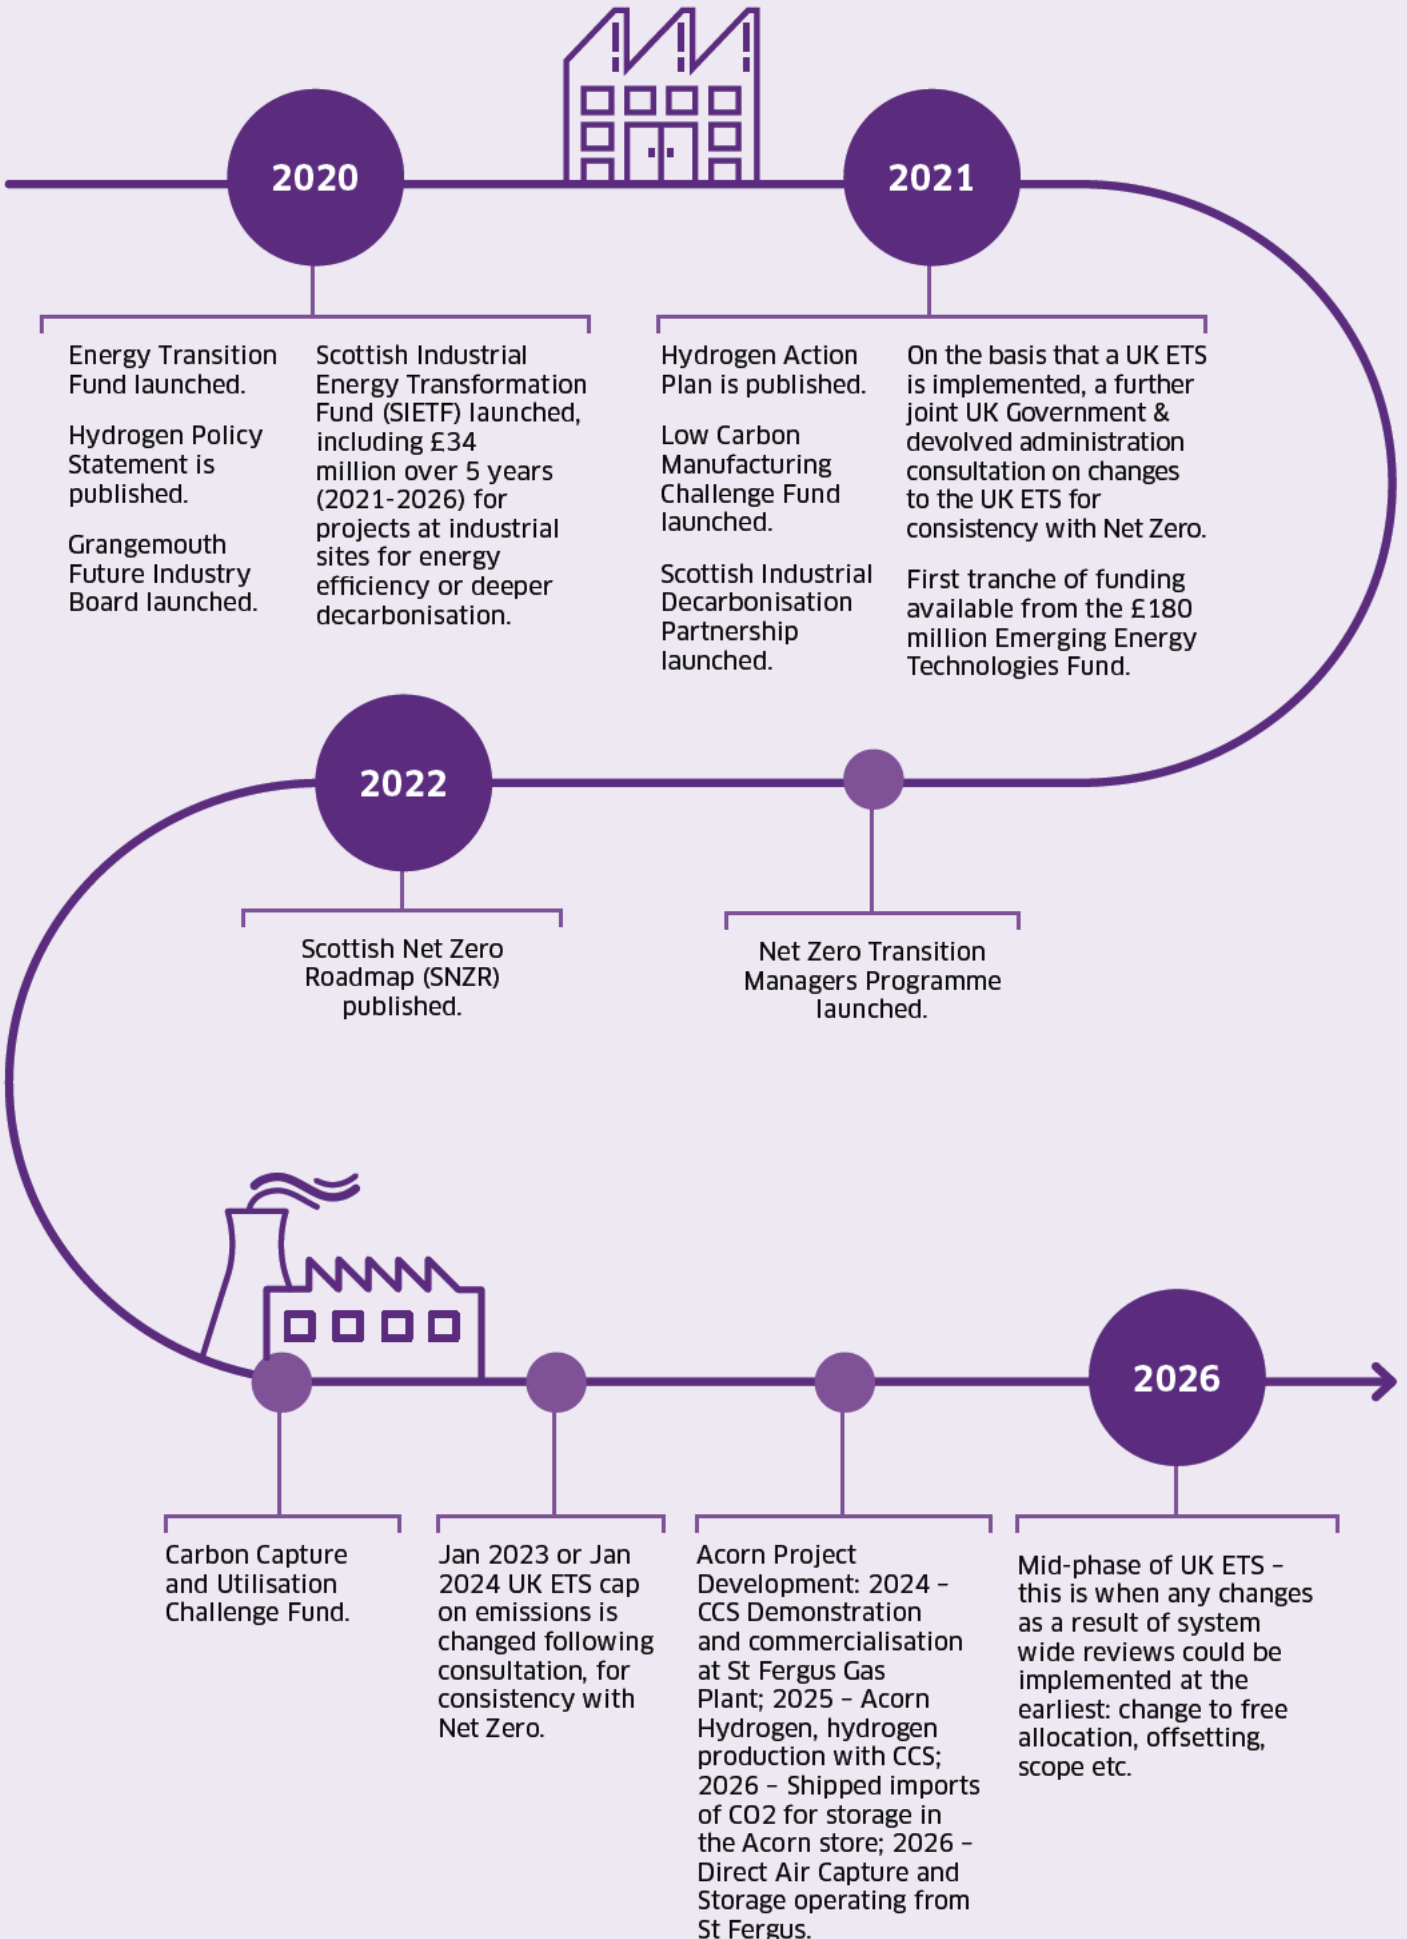 2020
Energy Transition
Fund launched.
Hydrogen Policy
Statement is
published.
Grangemouth
Future Industry
Board launched.
Scottish Industrial
Energy Transformation
Fund (SIETF) launched,
including £34
million over 5 years
(2021-2026) for
projects at industrial
sites for energy
efficiency or deeper
decarbonisation.
2021
Hydrogen Action
Plan is published.
Low Carbon
Manufacturing
Challenge Fund
launched.
Scottish Industrial
Decarbonisation
Partnership
launched.
On the basis that a UK ETS
is implemented, a further
joint UK Government &
devolved administration
consultation on changes
to the UK ETS for
consistency with Net Zero.
First tranche of funding
available from the £180
million Emerging Energy
Technologies Fund.
Net Zero Transition
Managers Programme
launched.
2022
Scottish Net Zero
Roadmap (SNZR)
published.
Carbon Capture
and Utilisation
Challenge Fund.
Jan 2023 or Jan
2024 UK ETS cap
on emissions is
changed following
consultation, for
consistency with
Net Zero.
Acorn Project
Development: 2024 –
CCS Demonstration
and commercialisation
at St Fergus Gas
Plant; 2025 – Acorn
Hydrogen, hydrogen
production with CCS;
2026 – Shipped imports
of CO2 for storage in
the Acorn store; 2026 –
Direct Air Capture and
Storage operating from
St Fergus.
2026
Mid-phase of UK ETS –
this is when any changes
as a result of system
wide reviews could be
implemented at the
earliest: change to free
allocation, offsetting,
scope etc.